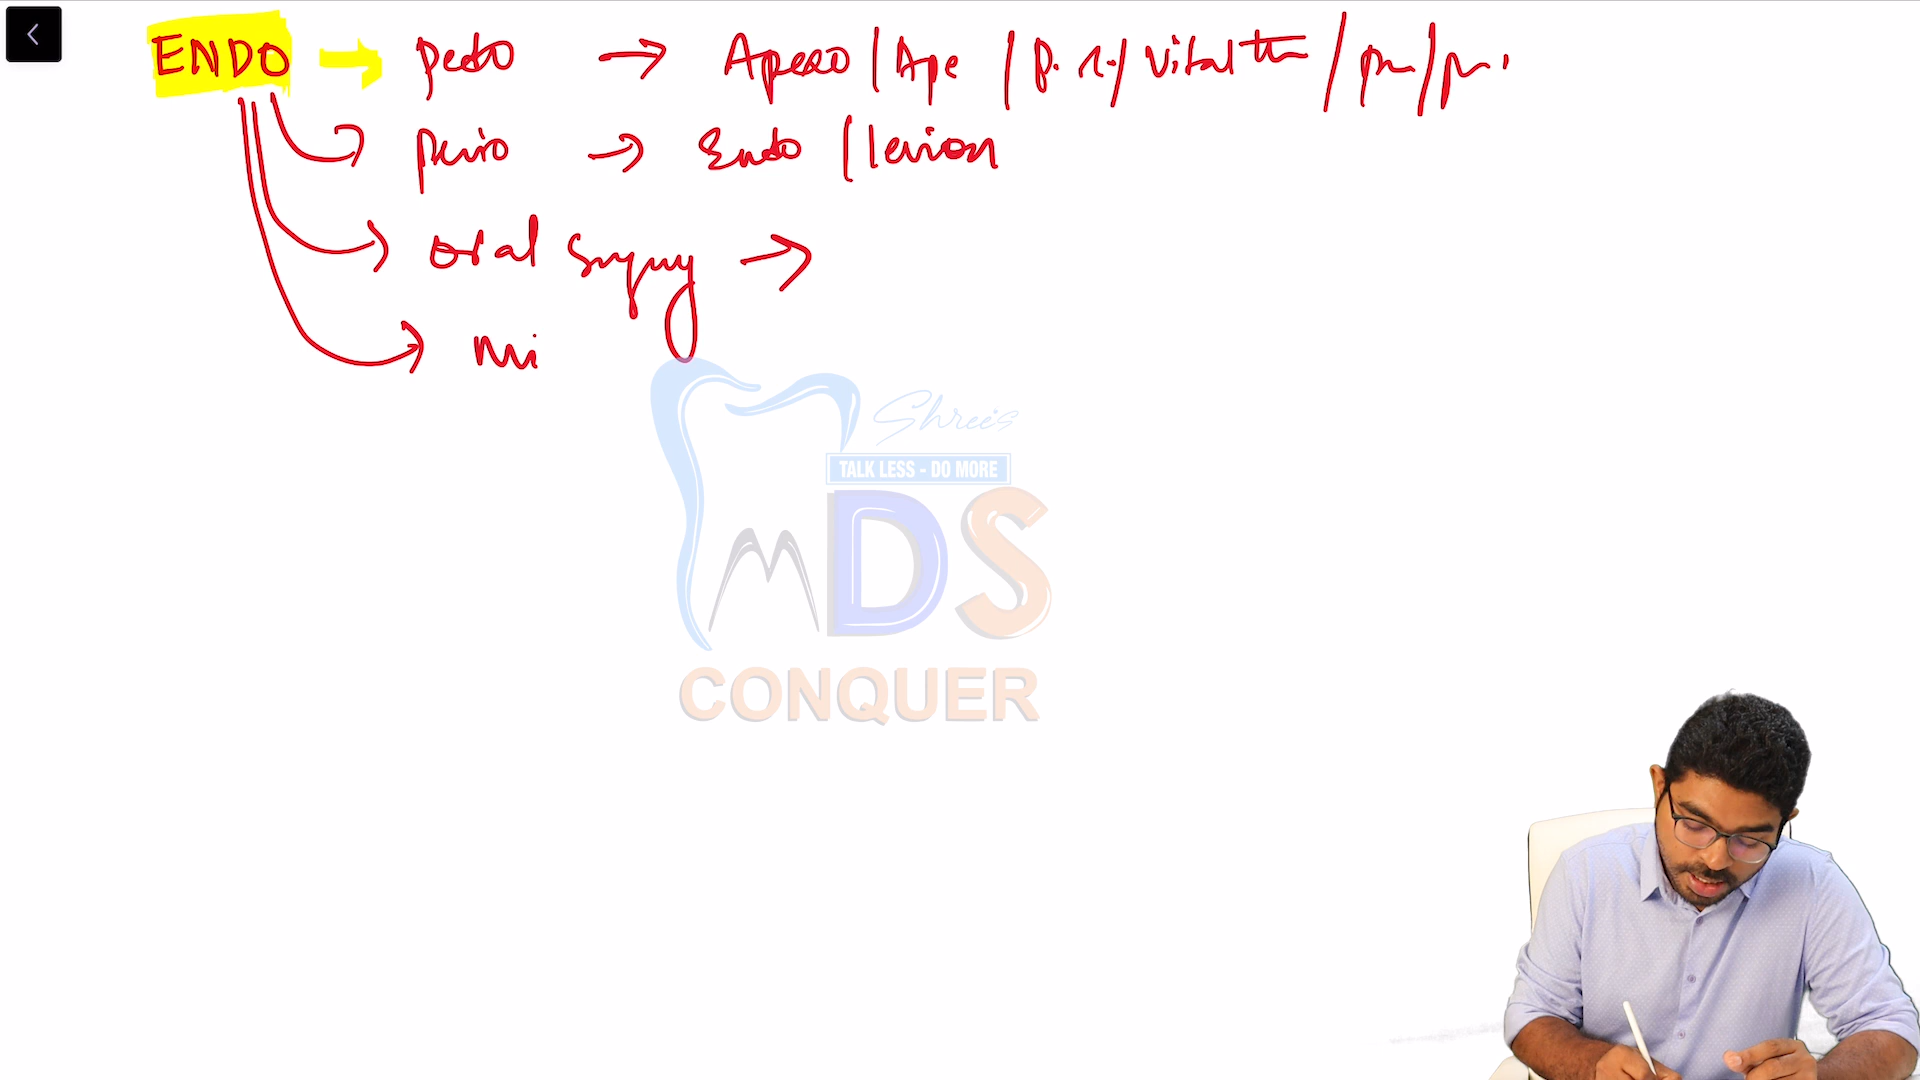 ENDO → pedo → Apexo / Ape / p. r. / Vital th / pu / pu.
perio → Endo / lesion
oral surgery →
mi
Shree's
TALK LESS - DO MORE
MDS
CONQUER